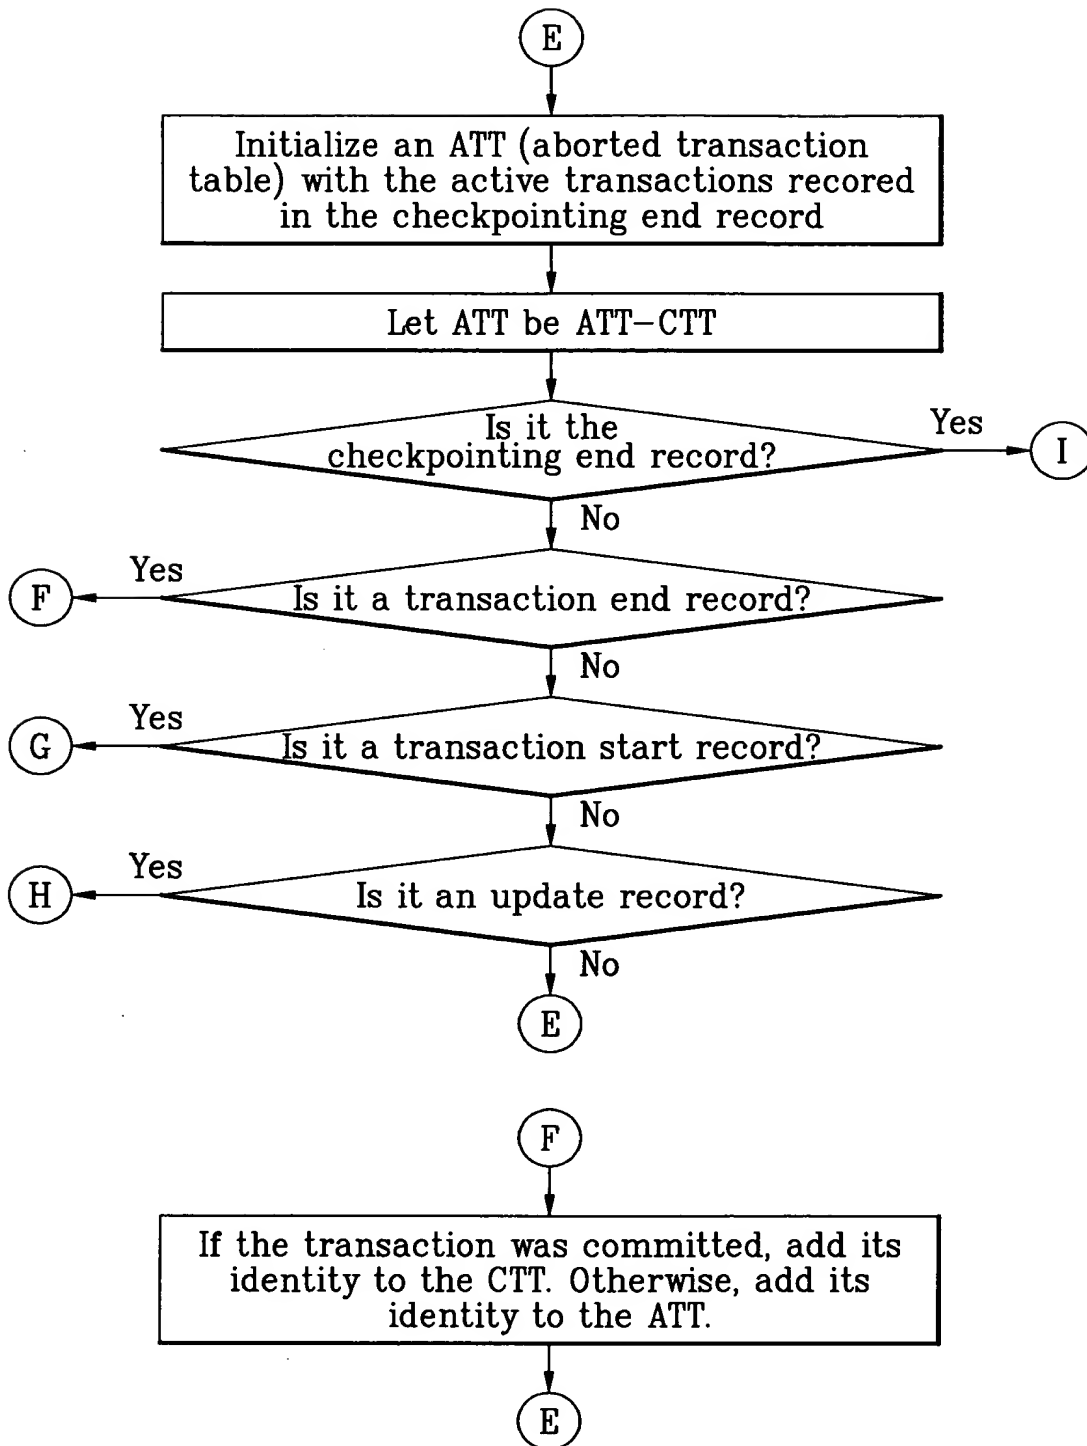 E
Initialize an ATT (aborted transaction
table) with the active transactions recored
in the checkpointing end record
Let ATT be ATT-CTT
Is it the
checkpointing end record?
Yes
I
No
Yes
F
Is it a transaction end record?
No
Yes
G
Is it a transaction start record?
No
Yes
H
Is it an update record?
No
E
F
If the transaction was committed, add its
identity to the CTT. Otherwise, add its
identity to the ATT.
E